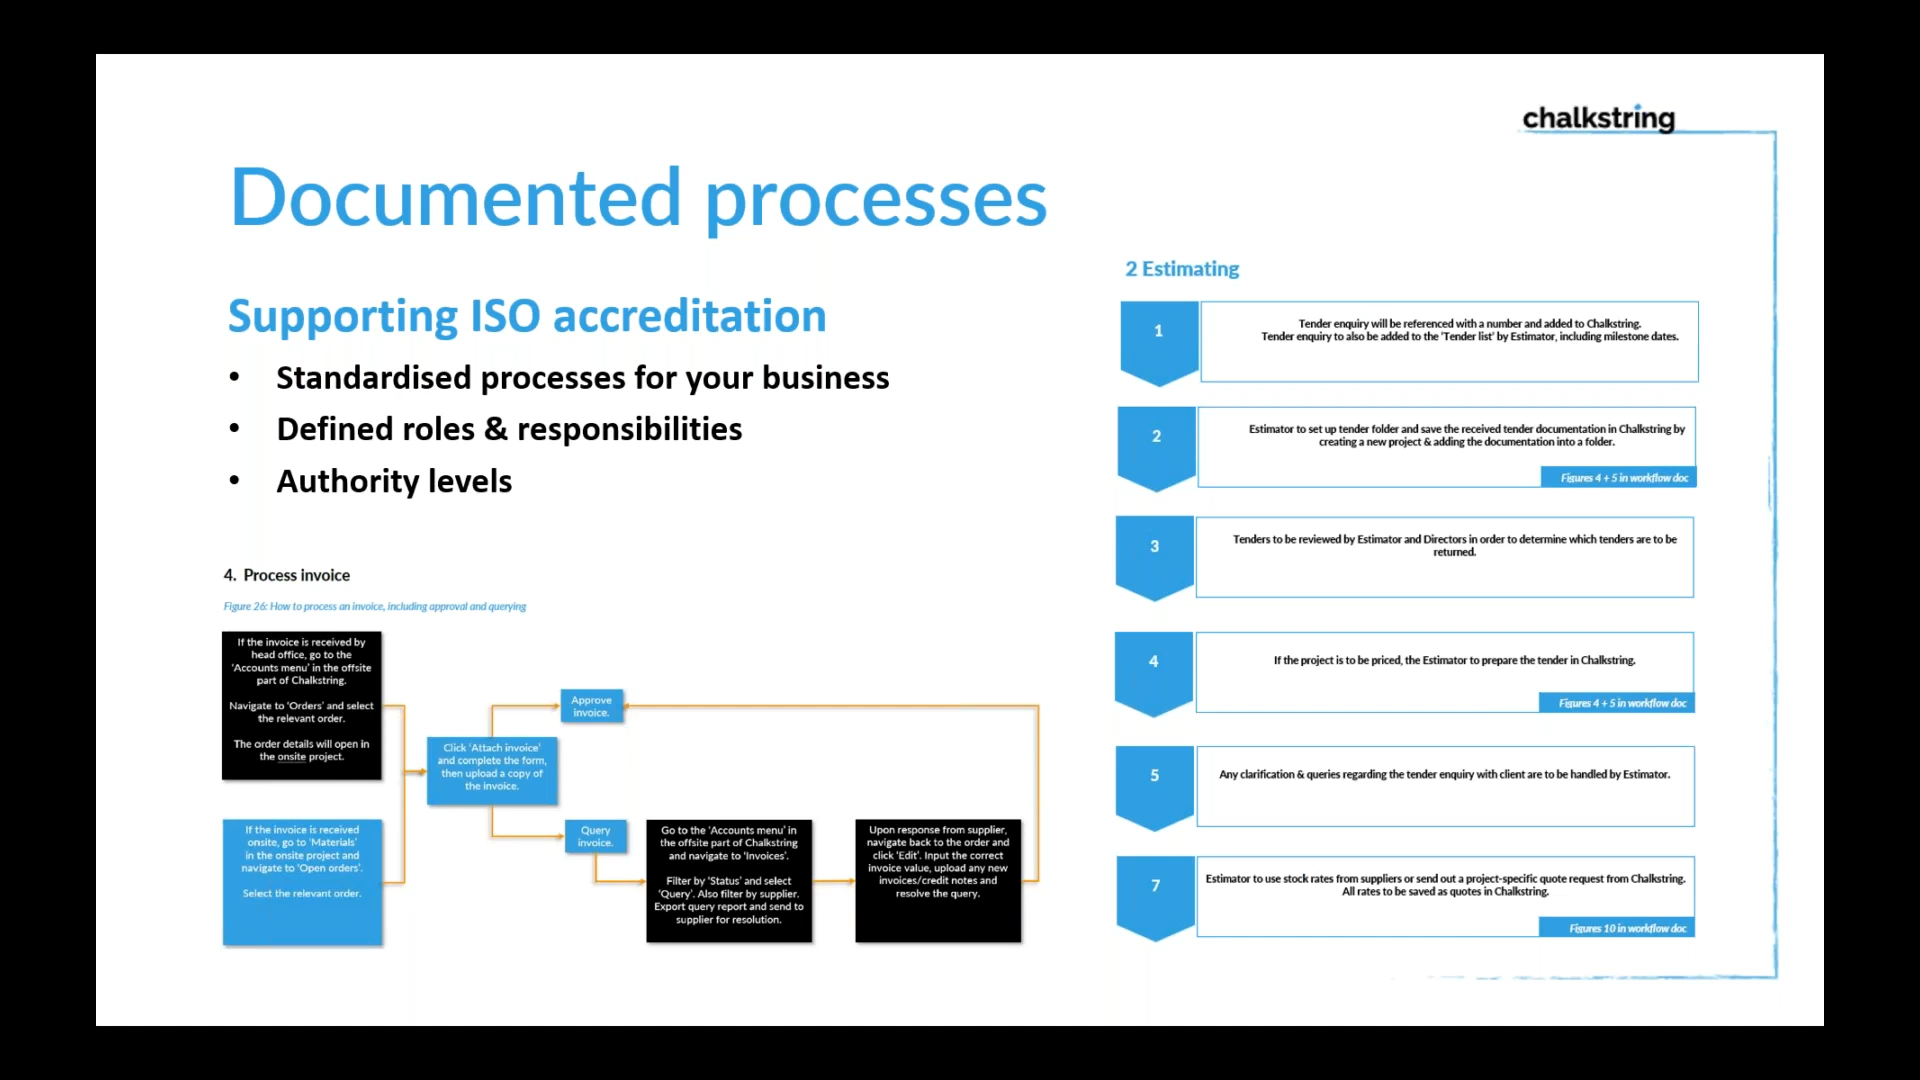 chalkstring
Documented processes
Supporting ISO accreditation
• Standardised processes for your business
• Defined roles & responsibilities
• Authority levels
4. Process invoice
Figure 26: How to process an invoice, including approval and querying
If the invoice is received by
head office, go to the
‘Accounts menu’ in the offsite
part of Chalkstring.
Navigate to ‘Orders’ and select
the relevant order.
The order details will open in
the onsite project.
If the invoice is received
onsite, go to ‘Materials’
in the onsite project and
navigate to ‘Open orders’.
Select the relevant order.
Click ‘Attach invoice’
and complete the form,
then upload a copy of
the invoice.
Approve
invoice.
Query
invoice.
Go to the ‘Accounts menu’ in
the offsite part of Chalkstring
and navigate to ‘Invoices’.
Filter by ‘Status’ and select
‘Query’. Also filter by supplier.
Export query report and send to
supplier for resolution.
Upon response from supplier,
navigate back to the order and
click ‘Edit’. Input the correct
invoice value, upload any new
invoices/credit notes and
resolve the query.
2 Estimating
1
Tender enquiry will be referenced with a number and added to Chalkstring.
Tender enquiry to also be added to the ‘Tender list’ by Estimator, including milestone dates.
2
Estimator to set up tender folder and save the received tender documentation in Chalkstring by
creating a new project & adding the documentation into a folder.
Figures 4 + 5 in workflow doc
3
Tenders to be reviewed by Estimator and Directors in order to determine which tenders are to be
returned.
4
If the project is to be priced, the Estimator to prepare the tender in Chalkstring.
Figures 4 + 5 in workflow doc
5
Any clarification & queries regarding the tender enquiry with client are to be handled by Estimator.
7
Estimator to use stock rates from suppliers or send out a project-specific quote request from Chalkstring.
All rates to be saved as quotes in Chalkstring.
Figures 10 in workflow doc